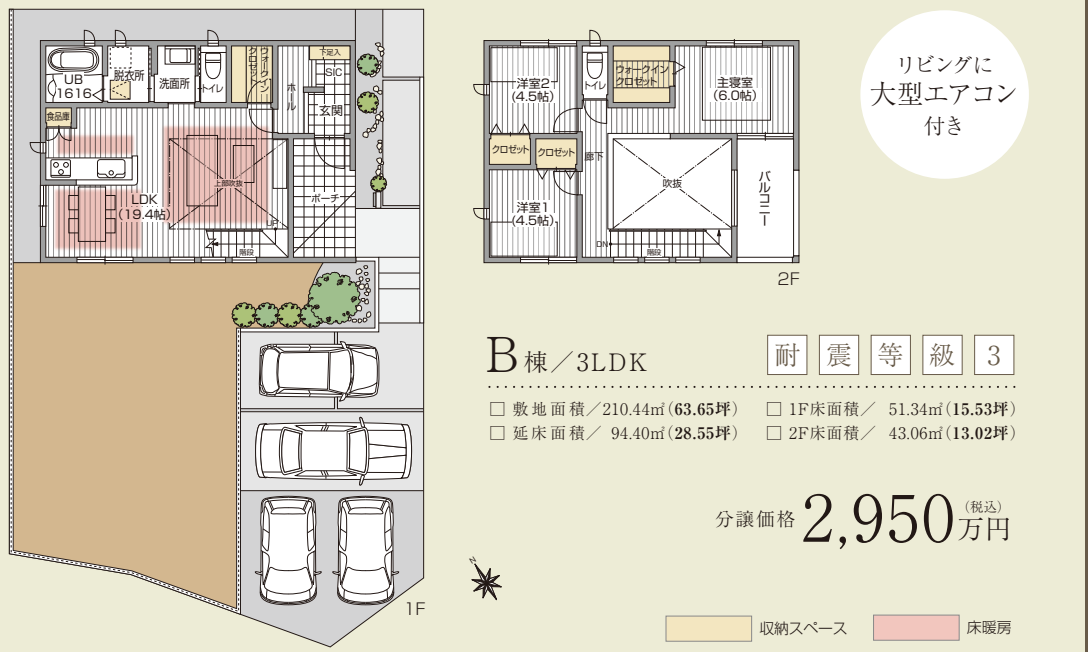 UB
1616
脱衣所
洗面所
トイレ
ウォークイン
クロゼット
ホール
下足入
SIC
玄関
食品庫
上部吹抜
LDK
(19.4帖)
ポーチ
UP
階段
1F
洋室2
(4.5帖)
トイレ
ウォークイン
クロゼット
主寝室
(6.0帖)
クロゼット
クロゼット
廊下
吹抜
バルコニー
洋室1
(4.5帖)
DN
階段
2F
リビングに
大型エアコン
付き
B棟／3LDK
耐震等級3
□ 敷地面積／210.44㎡(63.65坪)
□ 1F床面積／ 51.34㎡(15.53坪)
□ 延床面積／ 94.40㎡(28.55坪)
□ 2F床面積／ 43.06㎡(13.02坪)
分譲価格 2,950万円(税込)
N
収納スペース
床暖房